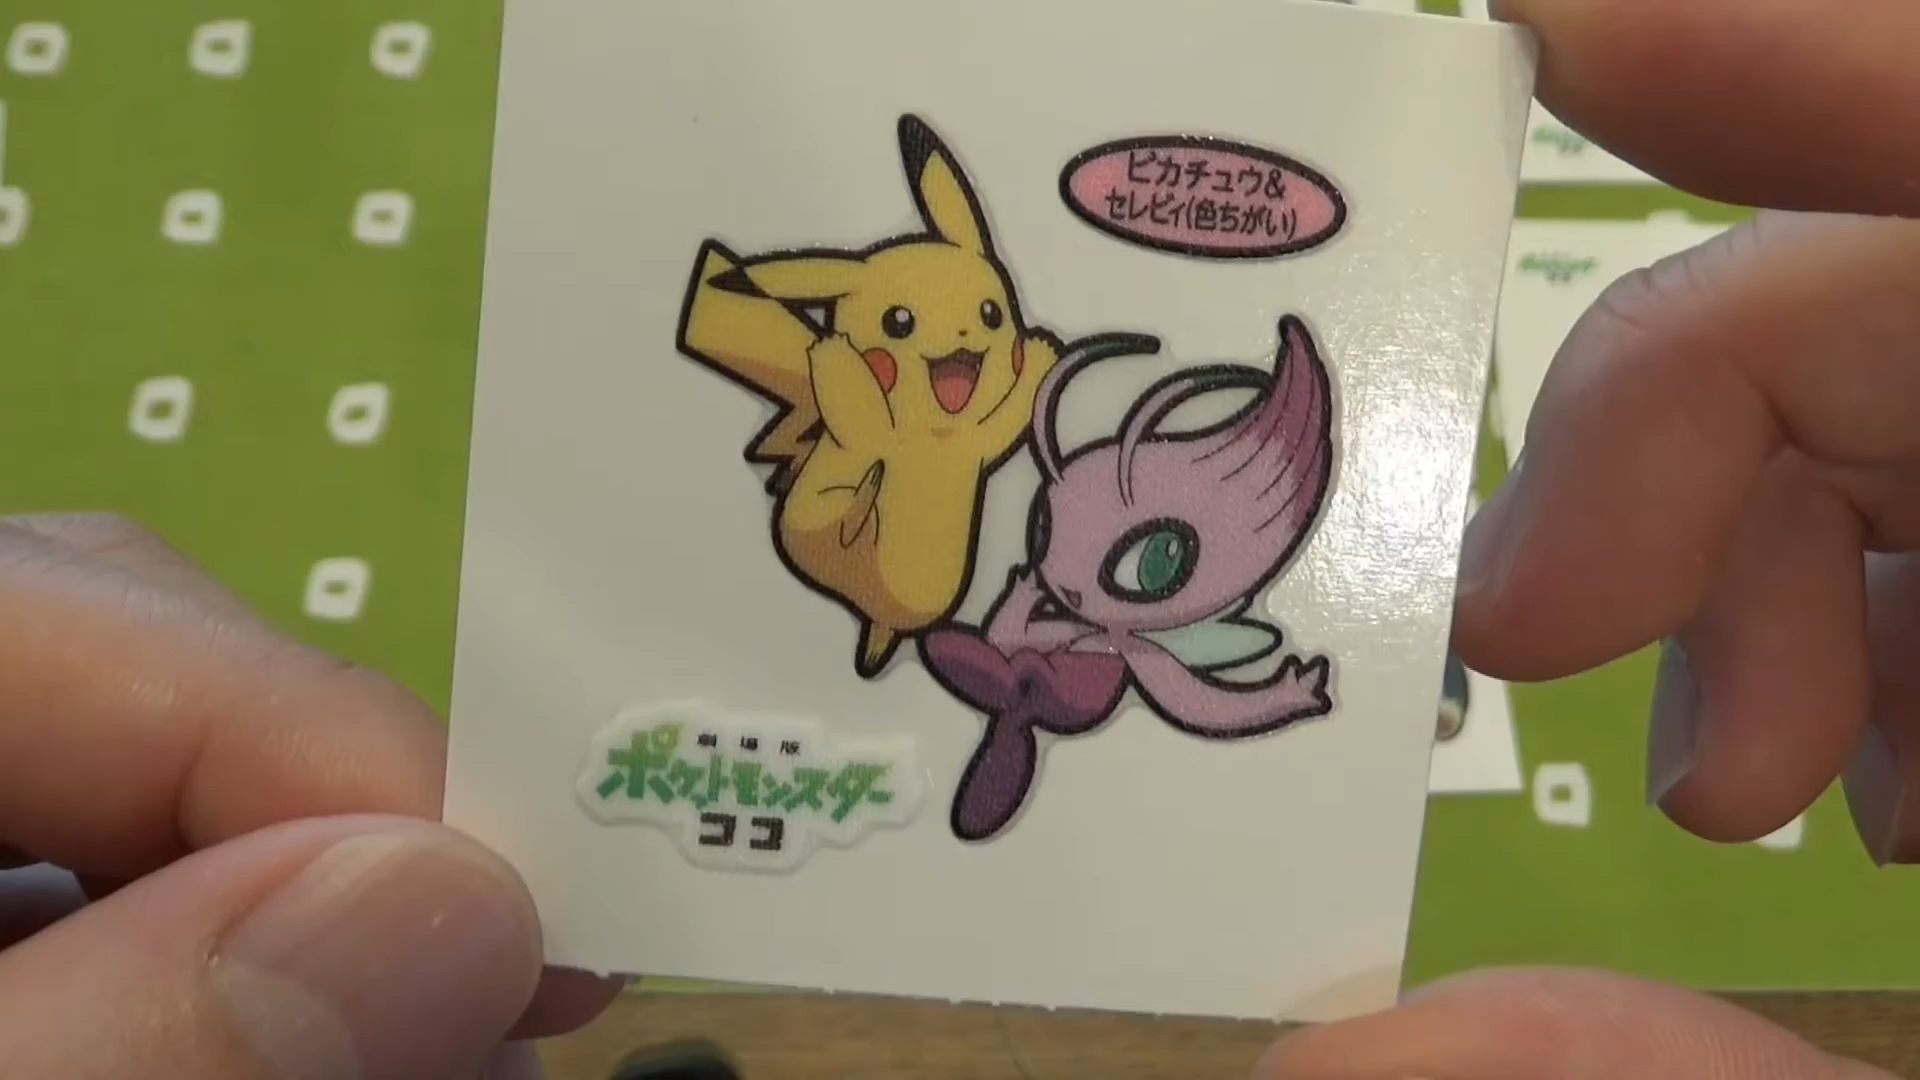 ピカチュウ&
セレビィ(色ちがい)
劇場版
ポケットモンスター
ココ